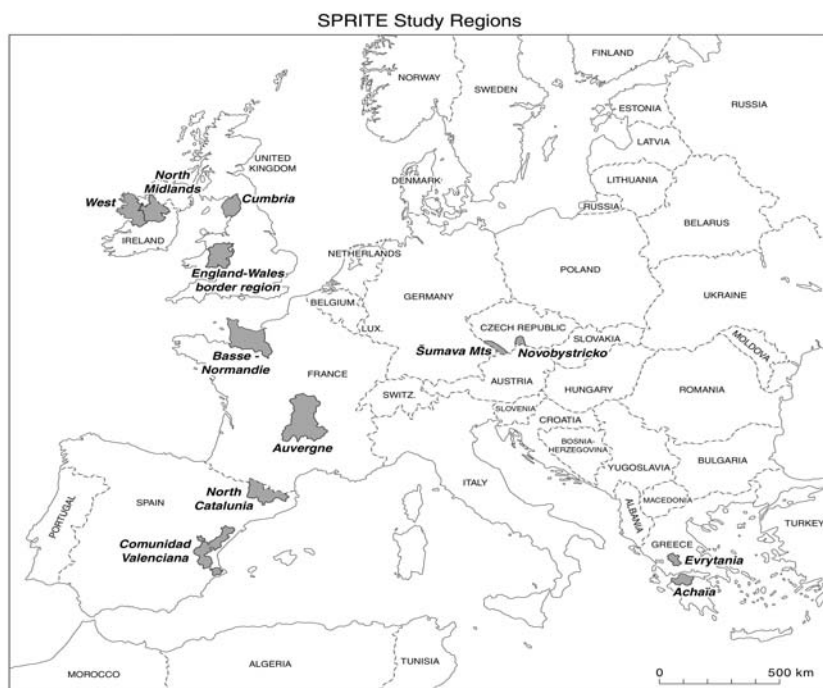 SPRITE Study Regions
FINLAND
NORWAY
SWEDEN
RUSSIA
ESTONIA
UNITED
KINGDOM
LATVIA
North
Midlands
DENMARK
LITHUANIA
West
Cumbria
RUSSIA
BELARUS
IRELAND
NETHERLANDS
England-Wales
border region
POLAND
GERMANY
BELGIUM
UKRAINE
LUX.
CZECH REPUBLIC
SLOVAKIA
MOLDOVA
Šumava Mts
Novobystricko
Basse -
Normandie
FRANCE
AUSTRIA
HUNGARY
ROMANIA
SWITZ.
SLOVENIA
CROATIA
Auvergne
BOSNIA-
HERZEGOVINA
YUGOSLAVIA
BULGARIA
ITALY
North
Catalunia
SPAIN
PORTUGAL
ALBANIA
MACEDONIA
TURKEY
Comunidad
Valenciana
GREECE
Evrytania
Achaïa
MOROCCO
ALGERIA
TUNISIA
0 500 km